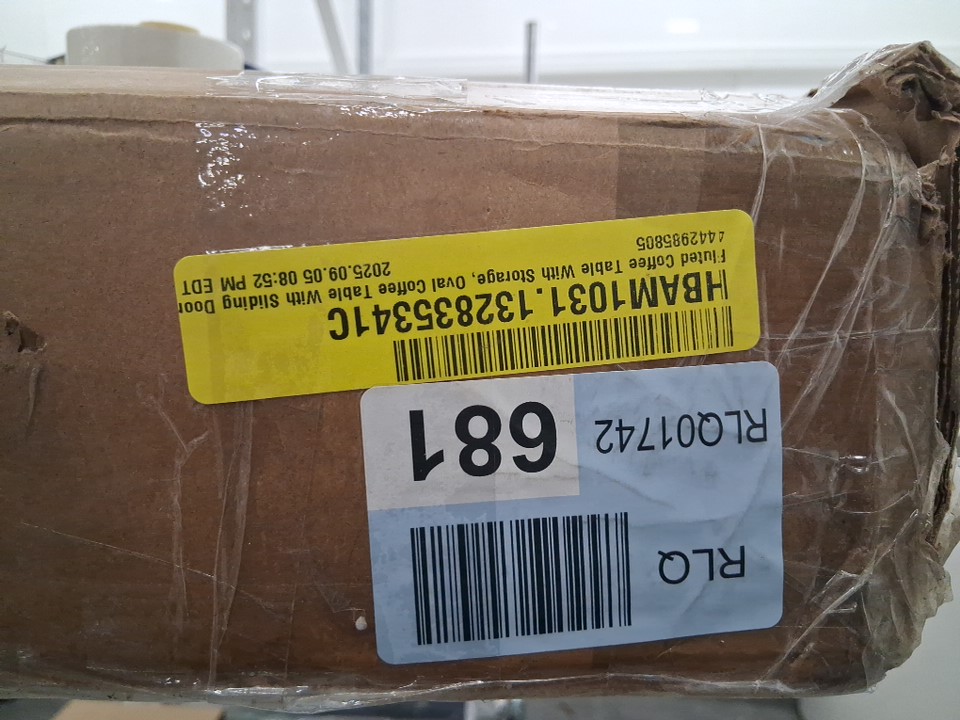 RLQ
RLQ01742
681
HBAM1031.132835341C
Fluted Coffee Table With Storage, Oval Coffee Table With Sliding Door
4442985805
2025.09.05 08:52 PM EDT